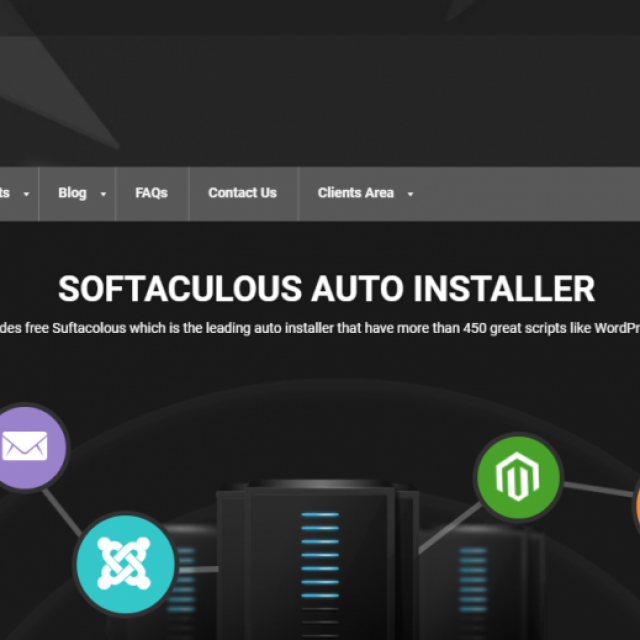 ts Blog FAQs Contact Us Clients Area
SOFTACULOUS AUTO INSTALLER
des free Suftacolous which is the leading auto installer that have more than 450 great scripts like WordPr